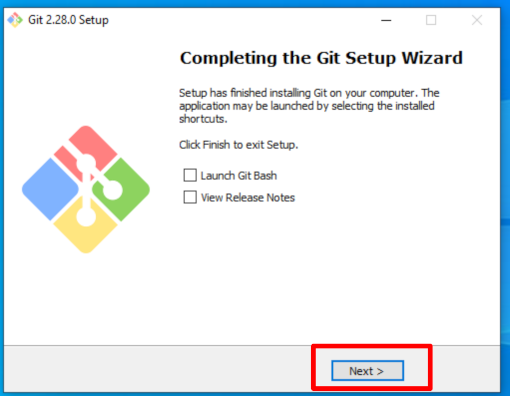 Git 2.28.0 Setup
Completing the Git Setup Wizard
Setup has finished installing Git on your computer. The
application may be launched by selecting the installed
shortcuts.
Click Finish to exit Setup.
Launch Git Bash
View Release Notes
Next >